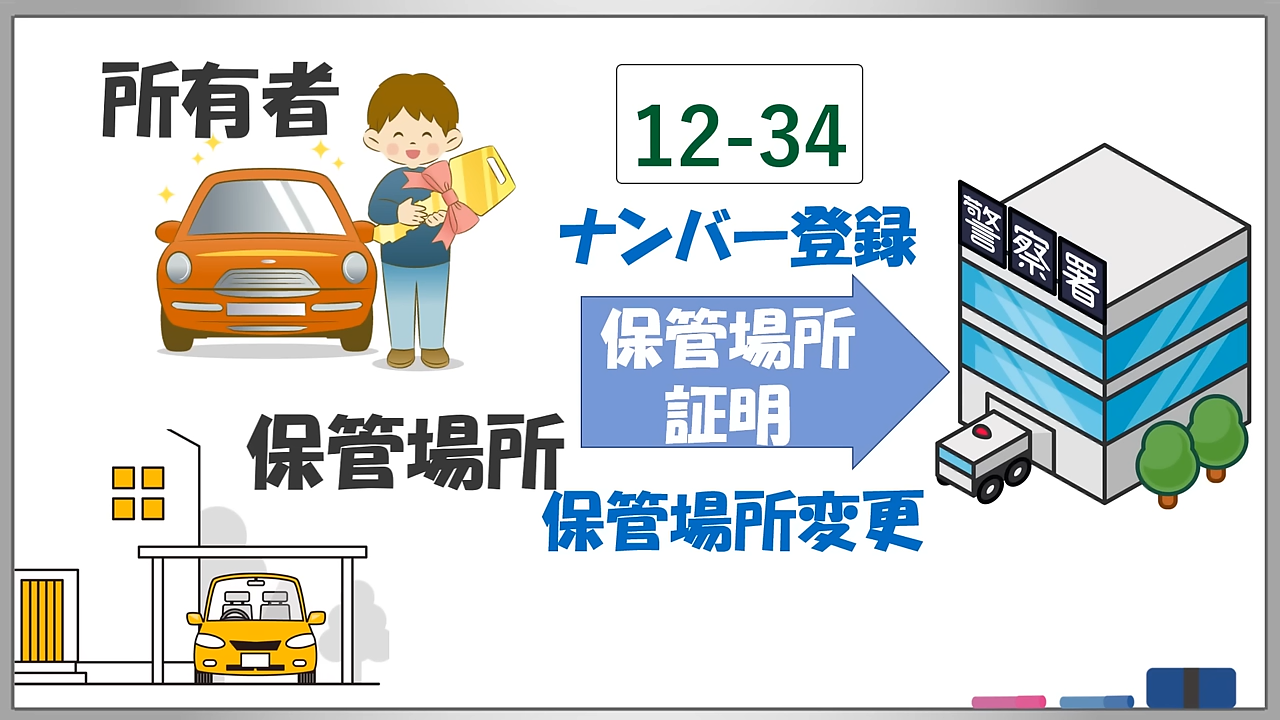 所有者
12-34
ナンバー登録
警察署
保管場所
証明
保管場所
保管場所変更